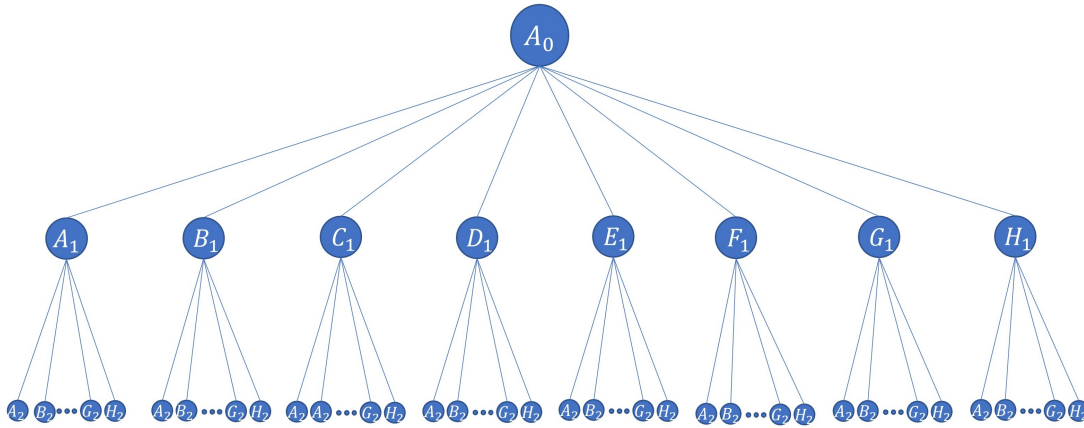 A₀
A₁ B₁ C₁ D₁ E₁ F₁ G₁ H₁
A₂ B₂ ••• G₂ H₂ A₂ B₂ ••• G₂ H₂ A₂ A₂ •••• G₂ H₂ A₂ B₂ •••• G₂ H₂ A₂ B₂ ••• G₂ H₂ A₂ B₂ ••• G₂ H₂ A₂ B₂ ••• G₂ H₂ A₂ B₂ ••• G₂ H₂